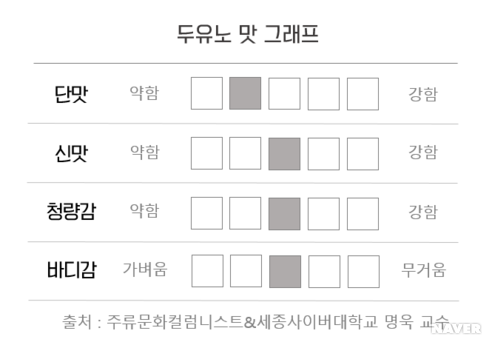 두유노 맛 그래프
단맛 약함 강함
신맛 약함 강함
청량감 약함 강함
바디감 가벼움 무거움
출처 : 주류문화컬럼니스트&세종사이버대학교 명욱 교수
NAVER